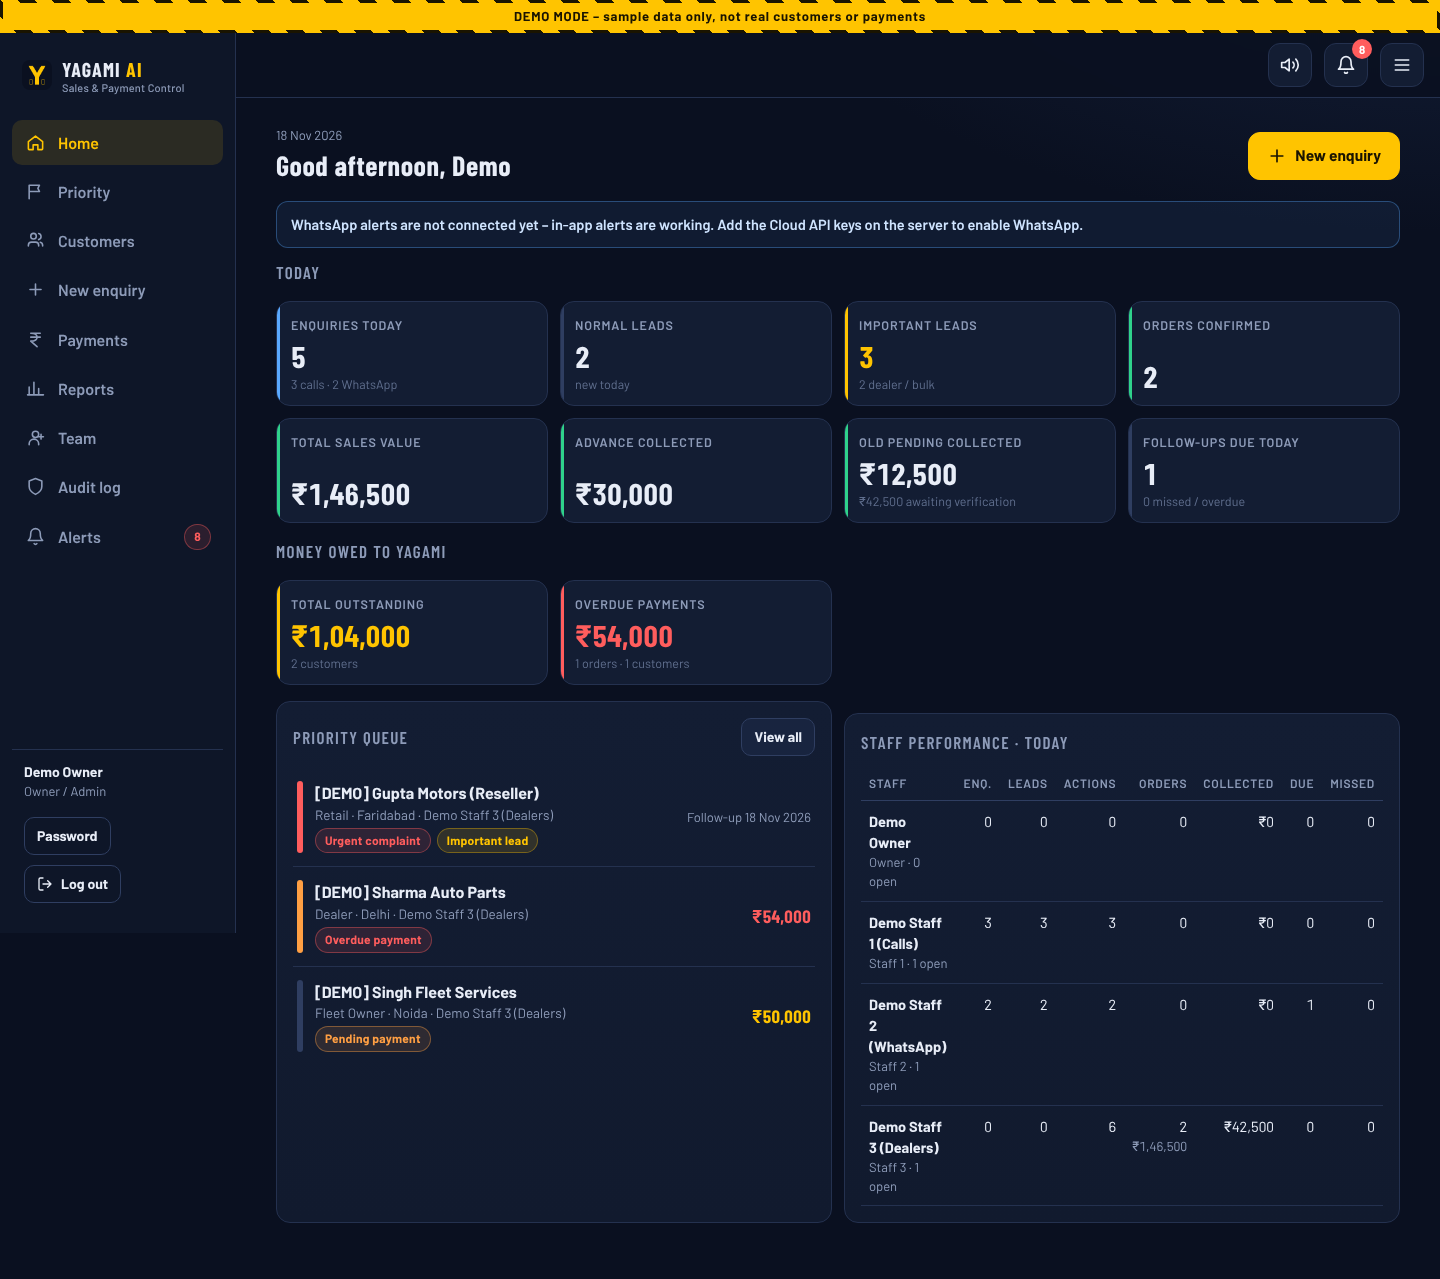 DEMO MODE – sample data only, not real customers or payments
YAGAMI AI
Sales & Payment Control
8
Home
Priority
Customers
New enquiry
Payments
Reports
Team
Audit log
Alerts 8
Demo Owner
Owner / Admin
Password
Log out
18 Nov 2026
Good afternoon, Demo
New enquiry
WhatsApp alerts are not connected yet – in-app alerts are working. Add the Cloud API keys on the server to enable WhatsApp.
TODAY
ENQUIRIES TODAY
5
3 calls · 2 WhatsApp
NORMAL LEADS
2
new today
IMPORTANT LEADS
3
2 dealer / bulk
ORDERS CONFIRMED
2
TOTAL SALES VALUE
₹1,46,500
ADVANCE COLLECTED
₹30,000
OLD PENDING COLLECTED
₹12,500
₹42,500 awaiting verification
FOLLOW-UPS DUE TODAY
1
0 missed / overdue
MONEY OWED TO YAGAMI
TOTAL OUTSTANDING
₹1,04,000
2 customers
OVERDUE PAYMENTS
₹54,000
1 orders · 1 customers
PRIORITY QUEUE
View all
[DEMO] Gupta Motors (Reseller)
Retail · Faridabad · Demo Staff 3 (Dealers)
Follow-up 18 Nov 2026
Urgent complaint Important lead
[DEMO] Sharma Auto Parts
Dealer · Delhi · Demo Staff 3 (Dealers)
₹54,000
Overdue payment
[DEMO] Singh Fleet Services
Fleet Owner · Noida · Demo Staff 3 (Dealers)
₹50,000
Pending payment
STAFF PERFORMANCE · TODAY
STAFF ENQ. LEADS ACTIONS ORDERS COLLECTED DUE MISSED
Demo 0 0 0 0 ₹0 0 0
Owner
Owner · 0
open
Demo Staff 3 3 3 0 ₹0 0 0
1 (Calls)
Staff 1 · 1 open
Demo Staff 2 2 2 0 ₹0 1 0
2
(WhatsApp)
Staff 2 · 1
open
Demo Staff 0 0 6 2 ₹42,500 0 0
3 (Dealers) ₹1,46,500
Staff 3 · 1
open